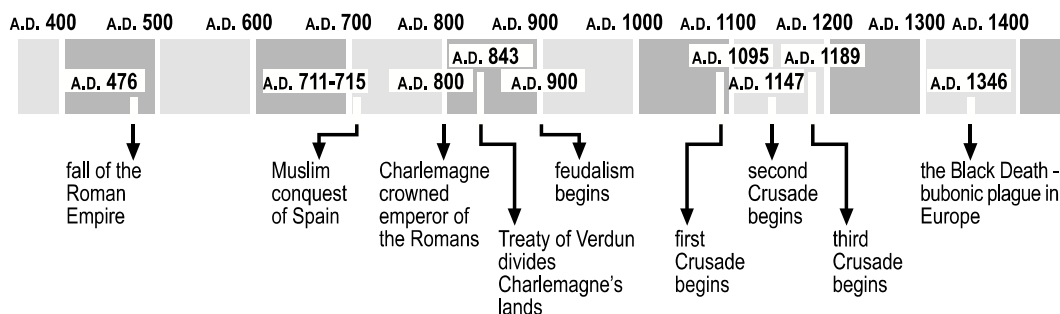 A.D. 400 A.D. 500 A.D. 600 A.D. 700 A.D. 800 A.D. 900 A.D. 1000 A.D. 1100 A.D. 1200 A.D. 1300 A.D. 1400
A.D. 843 A.D. 1095 A.D. 1189
A.D. 476 A.D. 711-715 A.D. 800 A.D. 900 A.D. 1147 A.D. 1346
fall of the
Roman
Empire
Muslim
conquest
of Spain
Charlemagne
crowned
emperor of
the Romans
Treaty of Verdun
divides
Charlemagne's
lands
feudalism
begins
first
Crusade
begins
second
Crusade
begins
third
Crusade
begins
the Black Death –
bubonic plague in
Europe